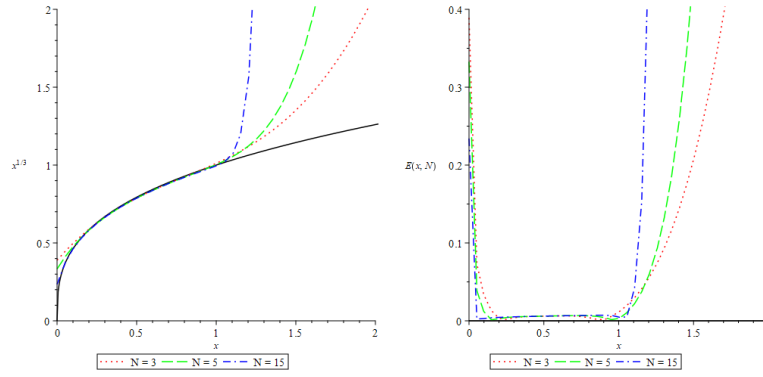 2
1.5
x^{1/3}
1
0.5
0
0
0.5
1
1.5
2
x
N = 3
N = 5
N = 15
0.4
0.3
E(x, N)
0.2
0.1
0
0
0.5
1
1.5
x
N = 3
N = 5
N = 15